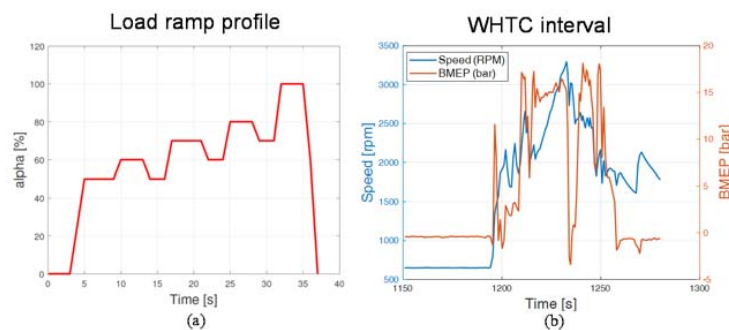 Load ramp profile
120
100
80
60
40
20
0
alpha [%]
0 5 10 15 20 25 30 35 40
Time [s]
(a)
WHTC interval
3500
3000
2500
2000
1500
1000
500
Speed [rpm]
Speed (RPM)
BMEP (bar)
20
15
10
5
0
-5
BMEP [bar]
1150 1200 1250 1300
Time [s]
(b)